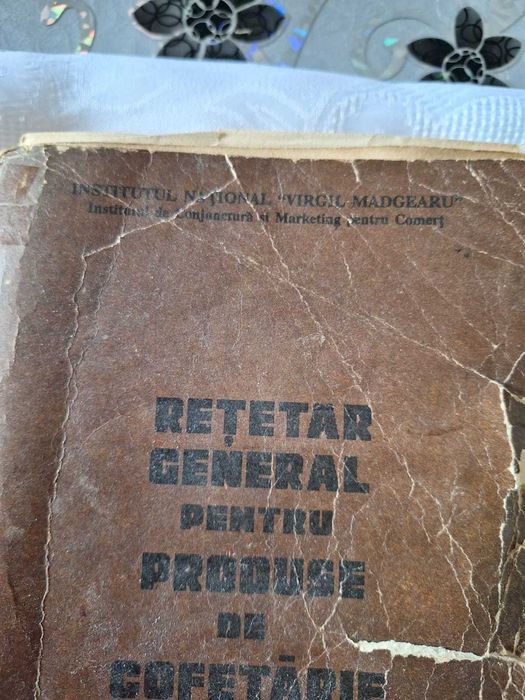 INSTITUTUL NAȚIONAL "VIRGIL MADGEARU"
Institutul de Conjunctură și Marketing pentru Comerț
REȚETAR
GENERAL
PENTRU
PRODUSE
DE
COFETĂRIE